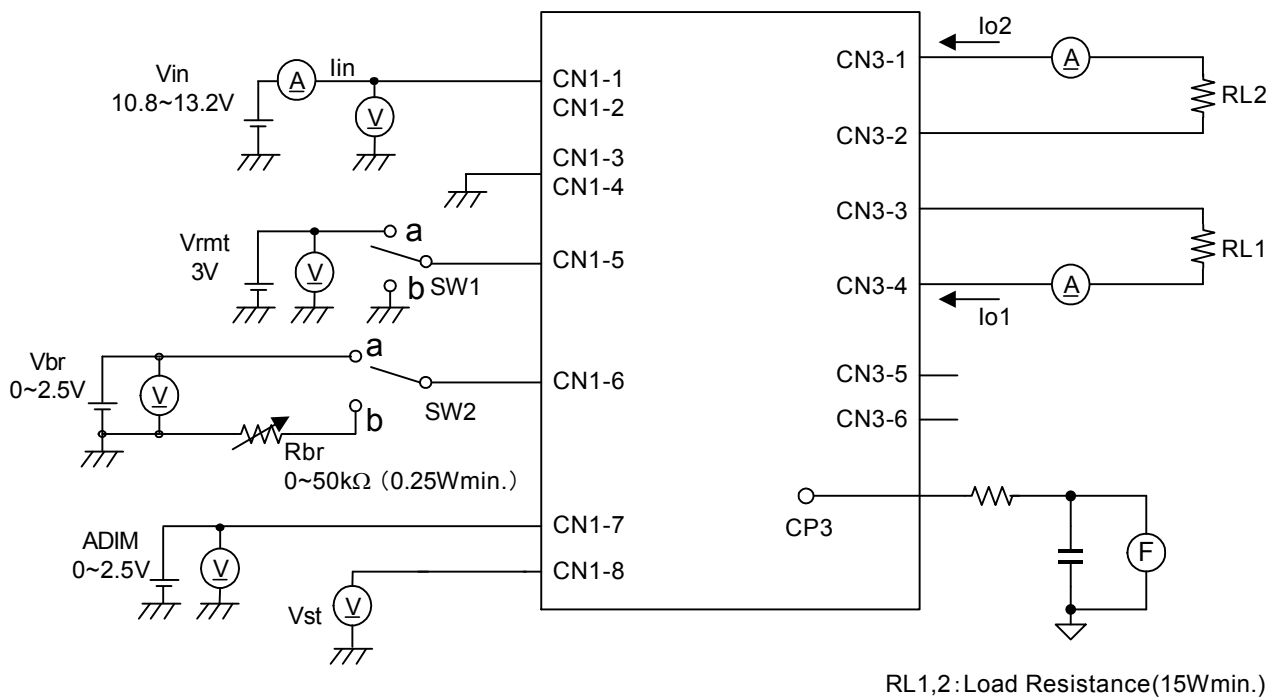 Vin
10.8~13.2V
A
Iin
V
CN1-1
CN1-2
CN1-3
CN1-4
Vrmt
3V
V
a
b
SW1
CN1-5
Vbr
0~2.5V
V
a
b
SW2
CN1-6
Rbr
0~50kΩ (0.25Wmin.)
ADIM
0~2.5V
V
CN1-7
CN1-8
Vst
V
Io2
CN3-1
A
RL2
CN3-2
CN3-3
RL1
CN3-4
A
Io1
CN3-5
CN3-6
CP3
F
RL1,2:Load Resistance(15Wmin.)